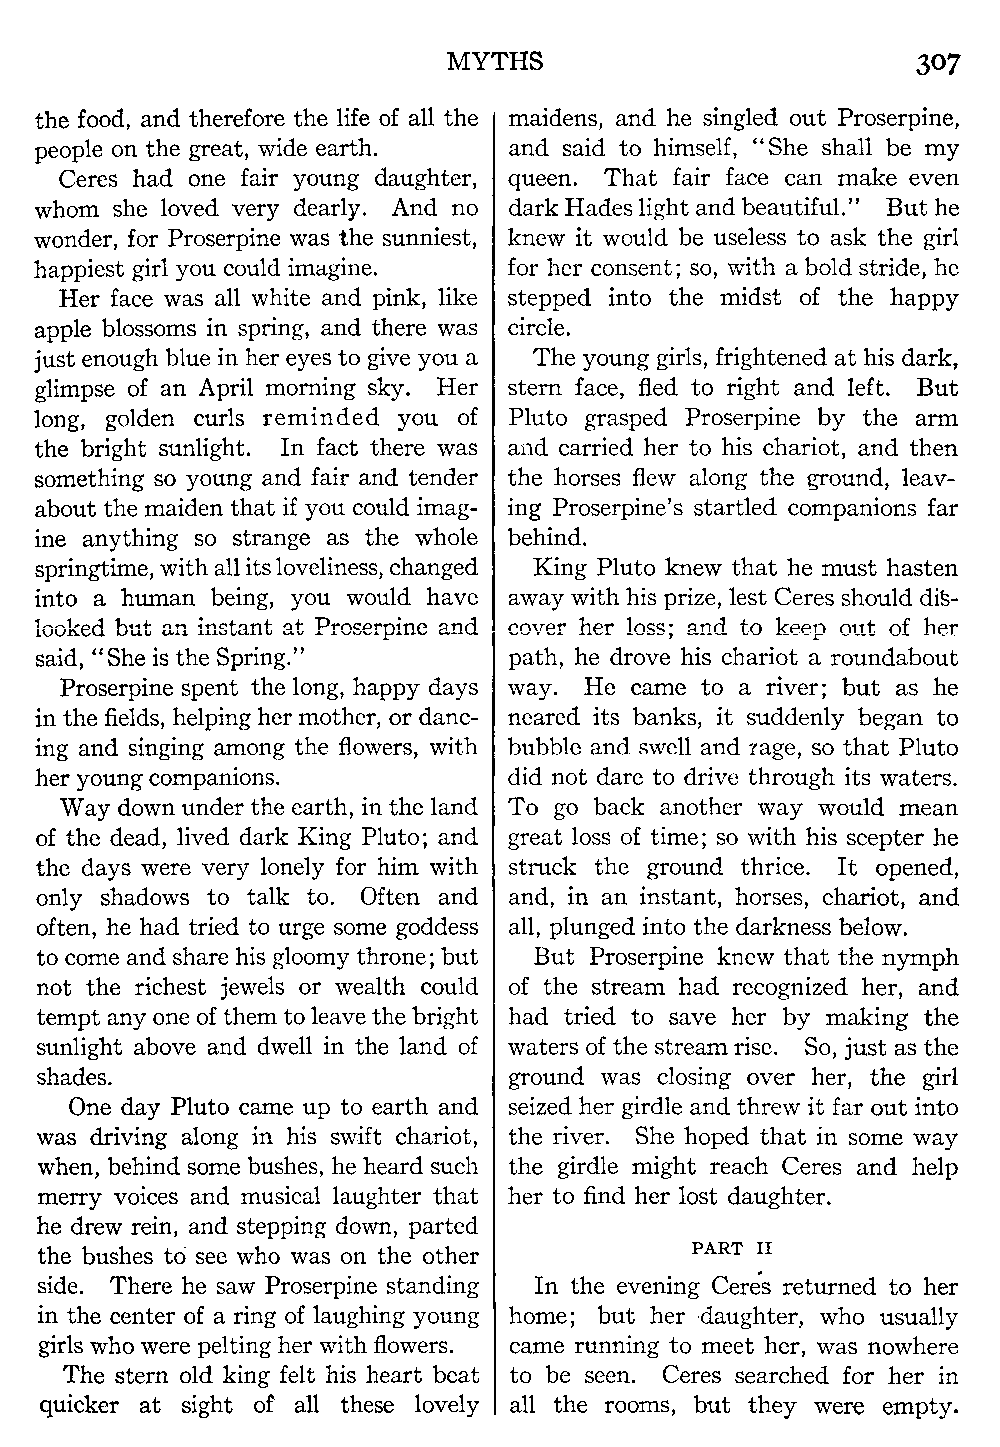 MYTHS 307
the food, and therefore the life of all the
people on the great, wide earth.
Ceres had one fair young daughter,
whom she loved very dearly. And no
wonder, for Proserpine was the sunniest,
happiest girl you could imagine.
Her face was all white and pink, like
apple blossoms in spring, and there was
just enough blue in her eyes to give you a
glimpse of an April morning sky. Her
long, golden curls reminded you of
the bright sunlight. In fact there was
something so young and fair and tender
about the maiden that if you could imag-
ine anything so strange as the whole
springtime, with all its loveliness, changed
into a human being, you would have
looked but an instant at Proserpine and
said, "She is the Spring."
Proserpine spent the long, happy days
in the fields, helping her mother, or danc-
ing and singing among the flowers, with
her young companions.
Way down under the earth, in the land
of the dead, lived dark King Pluto; and
the days were very lonely for him with
only shadows to talk to. Often and
often, he had tried to urge some goddess
to come and share his gloomy throne; but
not the richest jewels or wealth could
tempt any one of them to leave the bright
sunlight above and dwell in the land of
shades.
One day Pluto came up to earth and
was driving along in his swift chariot,
when, behind some bushes, he heard such
merry voices and musical laughter that
he drew rein, and stepping down, parted
the bushes to see who was on the other
side. There he saw Proserpine standing
in the center of a ring of laughing young
girls who were pelting her with flowers.
The stern old king felt his heart beat
quicker at sight of all these lovely
maidens, and he singled out Proserpine,
and said to himself, "She shall be my
queen. That fair face can make even
dark Hades light and beautiful." But he
knew it would be useless to ask the girl
for her consent; so, with a bold stride, he
stepped into the midst of the happy
circle.
The young girls, frightened at his dark,
stern face, fled to right and left. But
Pluto grasped Proserpine by the arm
and carried her to his chariot, and then
the horses flew along the ground, leav-
ing Proserpine's startled companions far
behind.
King Pluto knew that he must hasten
away with his prize, lest Ceres should dis-
cover her loss; and to keep out of her
path, he drove his chariot a roundabout
way. He came to a river; but as he
neared its banks, it suddenly began to
bubble and swell and rage, so that Pluto
did not dare to drive through its waters.
To go back another way would mean
great loss of time; so with his scepter he
struck the ground thrice. It opened,
and, in an instant, horses, chariot, and
all, plunged into the darkness below.
But Proserpine knew that the nymph
of the stream had recognized her, and
had tried to save her by making the
waters of the stream rise. So, just as the
ground was closing over her, the girl
seized her girdle and threw it far out into
the river. She hoped that in some way
the girdle might reach Ceres and help
her to find her lost daughter.
PART II
In the evening Ceres returned to her
home; but her daughter, who usually
came running to meet her, was nowhere
to be seen. Ceres searched for her in
all the rooms, but they were empty.